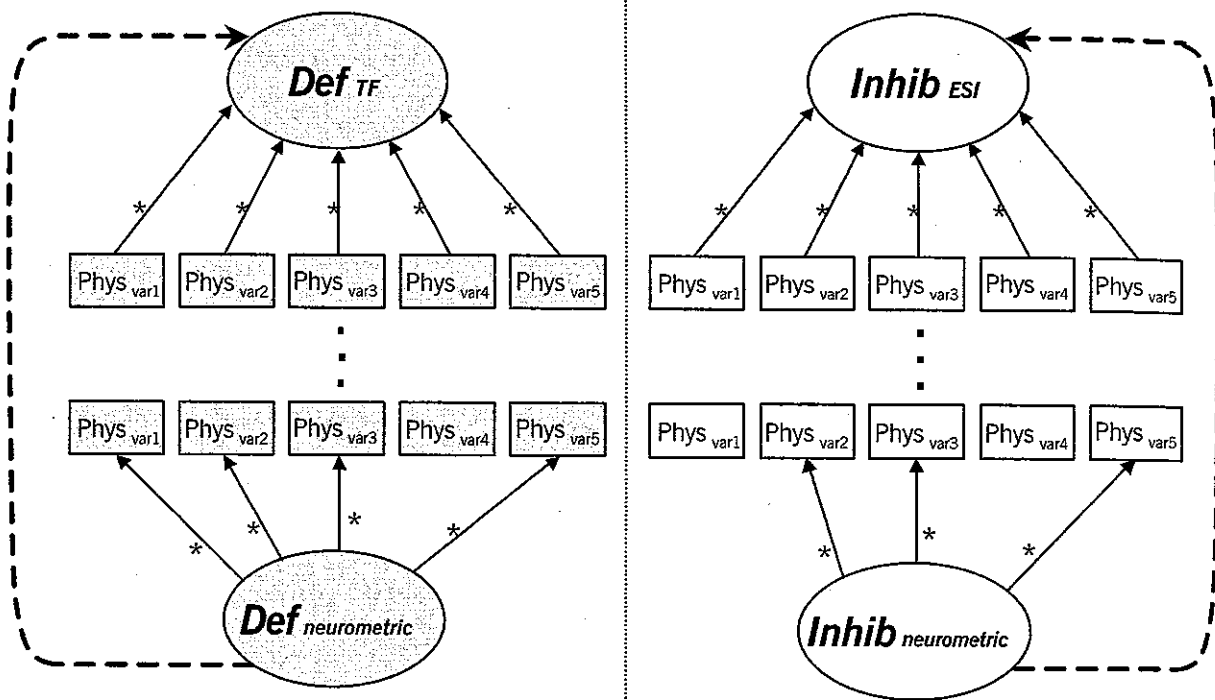 Def TF
Inhib ESI
* * * * *
* * * * *
Phys var1 Phys var2 Phys var3 Phys var4 Phys var5
Phys var1 Phys var2 Phys var3 Phys var4 Phys var5
Phys var1 Phys var2 Phys var3 Phys var4 Phys var5
Phys var1 Phys var2 Phys var3 Phys var4 Phys var5
* * * *
* * *
Def neurometric
Inhib neurometric